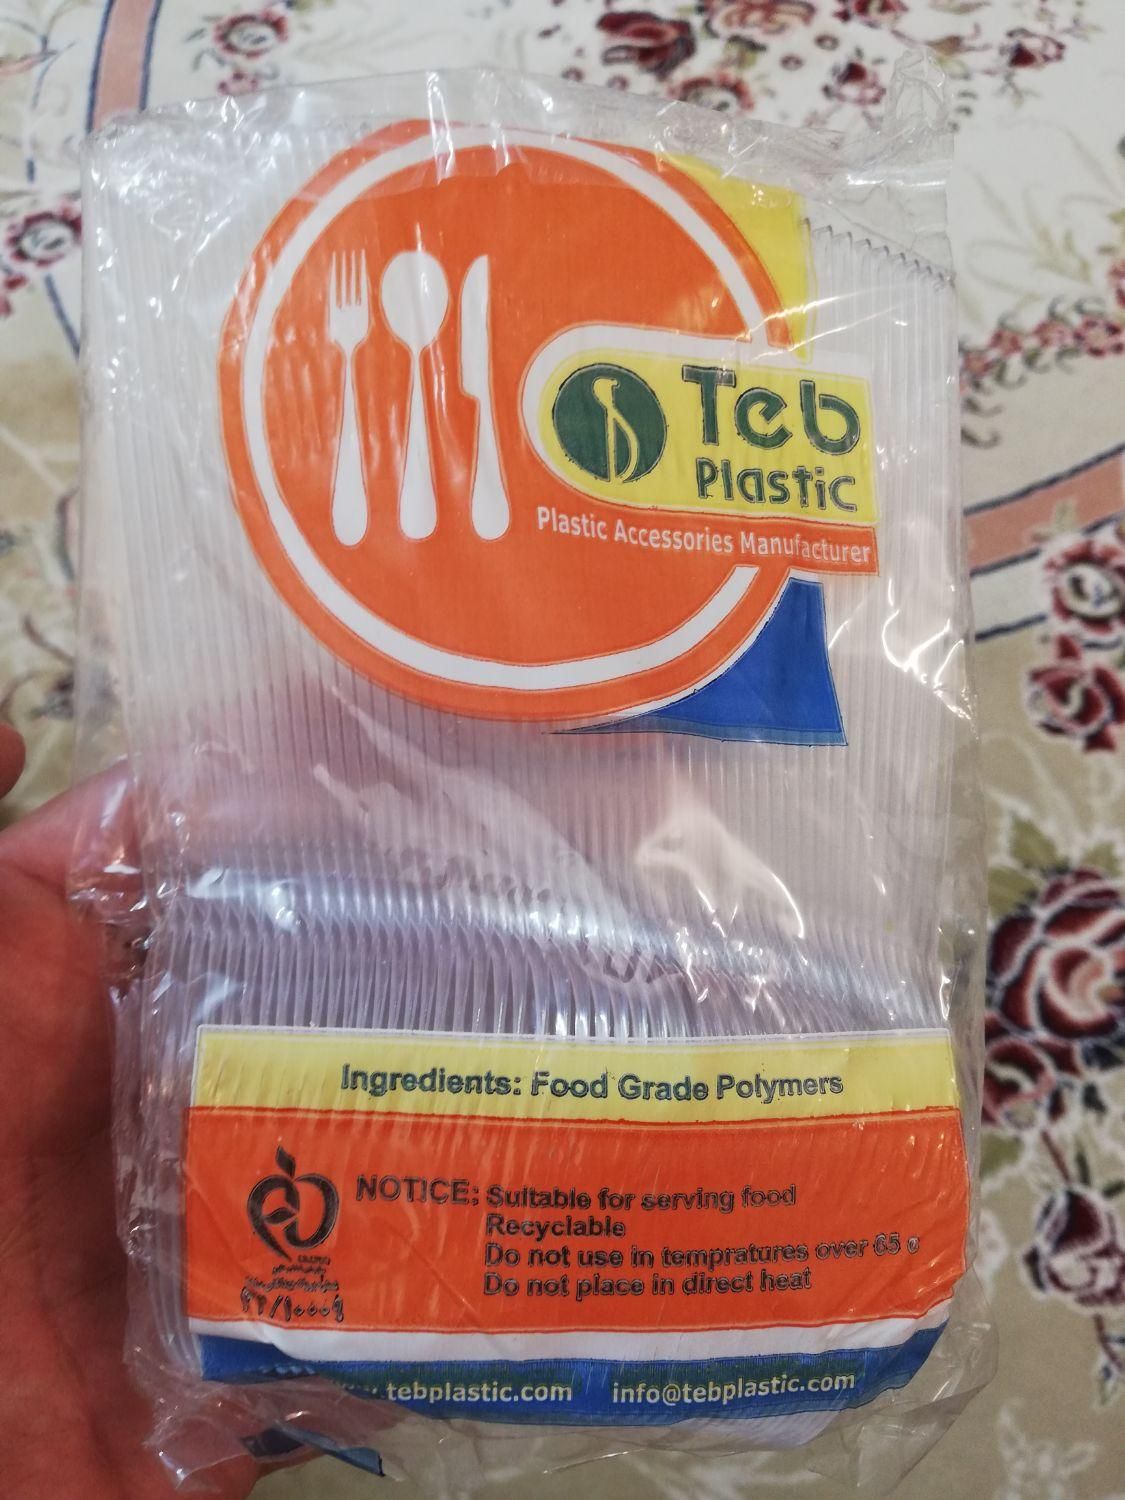 Teb
Plastic
Plastic Accessories Manufacturer
Ingredients: Food Grade Polymers
NOTICE: Suitable for serving food
Recyclable
Do not use in tempratures over 65 c
Do not place in direct heat
.tebplastic.com info@tebplastic.com